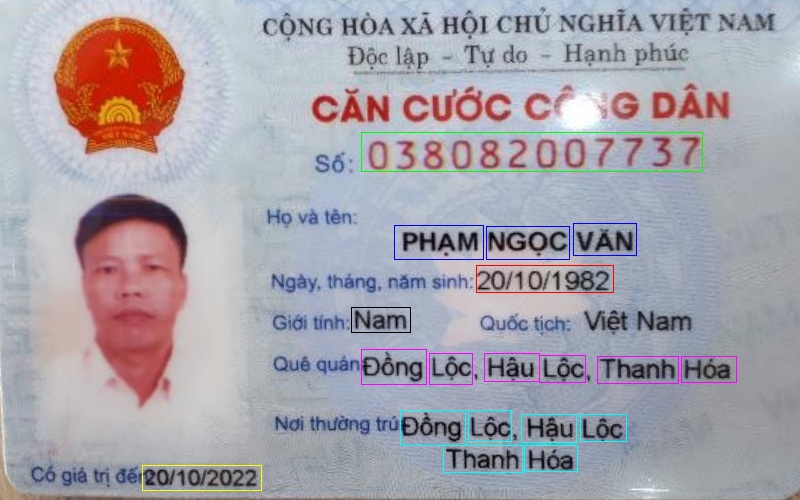 CỘNG HÒA XÃ HỘI CHỦ NGHĨA VIỆT NAM
Độc lập - Tự do - Hạnh phúc
CĂN CƯỚC CÔNG DÂN
Số: 038082007737
Họ và tên:
PHẠM NGỌC VĂN
Ngày, tháng, năm sinh: 20/10/1982
Giới tính: Nam Quốc tịch: Việt Nam
Quê quán: Đồng Lộc, Hậu Lộc, Thanh Hóa
Nơi thường trú: Đồng Lộc, Hậu Lộc
Thanh Hóa
Có giá trị đến: 20/10/2022